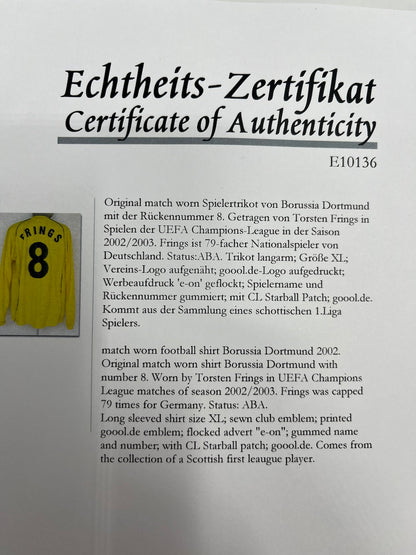 Echtheits-Zertifikat
Certificate of Authenticity
E10136
FRINGS
8
Original match worn Spielertrikot von Borussia Dortmund
mit der Rückennummer 8. Getragen von Torsten Frings in
Spielen der UEFA Champions-League in der Saison
2002/2003. Frings ist 79-facher Nationalspieler von
Deutschland. Status:ABA. Trikot langarm; Größe XL;
Vereins-Logo aufgenäht; goool.de-Logo aufgedruckt;
Werbeaufdruck 'e-on' geflockt; Spielername und
Rückennummer gummiert; mit CL Starball Patch; goool.de.
Kommt aus der Sammlung eines schottischen 1.Liga
Spielers.
match worn football shirt Borussia Dortmund 2002.
Original match worn shirt Borussia Dortmund with
number 8. Worn by Torsten Frings in UEFA Champions
League matches of season 2002/2003. Frings was capped
79 times for Germany. Status: ABA.
Long sleeved shirt size XL; sewn club emblem; printed
goool.de emblem; flocked advert "e-on"; gummed name
and number; with CL Starball patch; goool.de. Comes from
the collection of a Scottish first leaugue player.